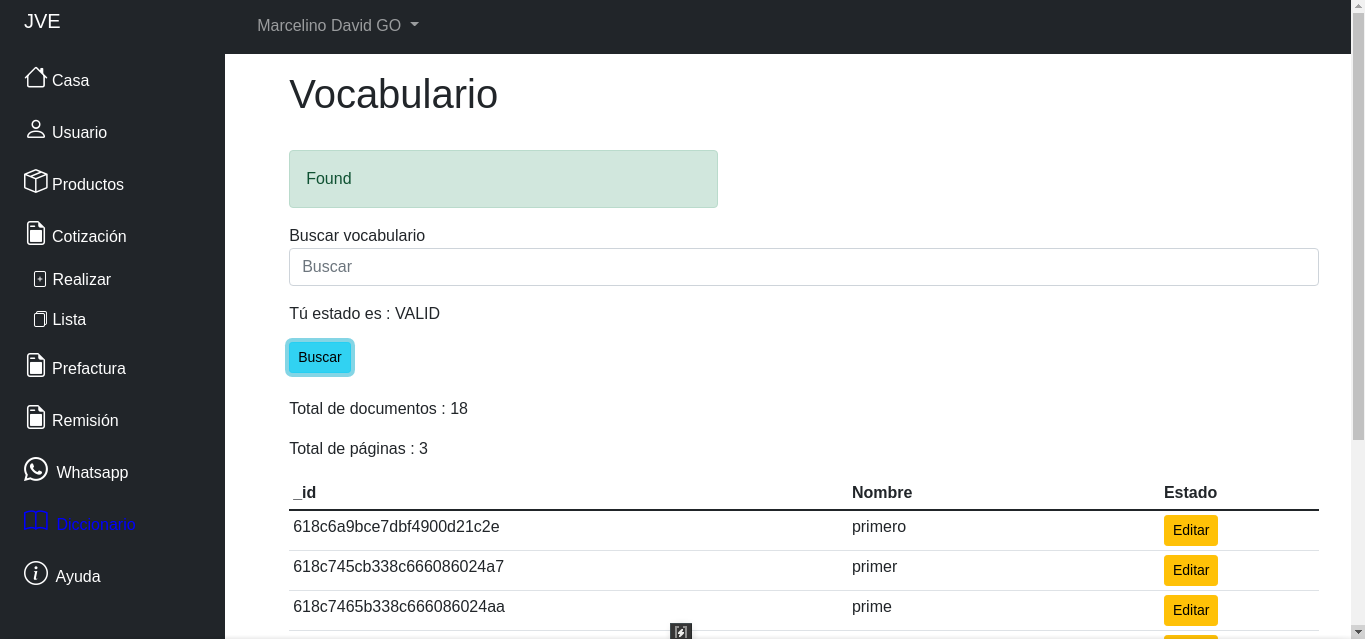 JVE
Marcelino David GO
Casa
Usuario
Productos
Cotización
Realizar
Lista
Prefactura
Remisión
Whatsapp
Diccionario
Ayuda
Vocabulario
Found
Buscar vocabulario
Buscar
Tú estado es : VALID
Buscar
Total de documentos : 18
Total de páginas : 3
_id Nombre Estado
618c6a9bce7dbf4900d21c2e primero Editar
618c745cb338c666086024a7 primer Editar
618c7465b338c666086024aa prime Editar